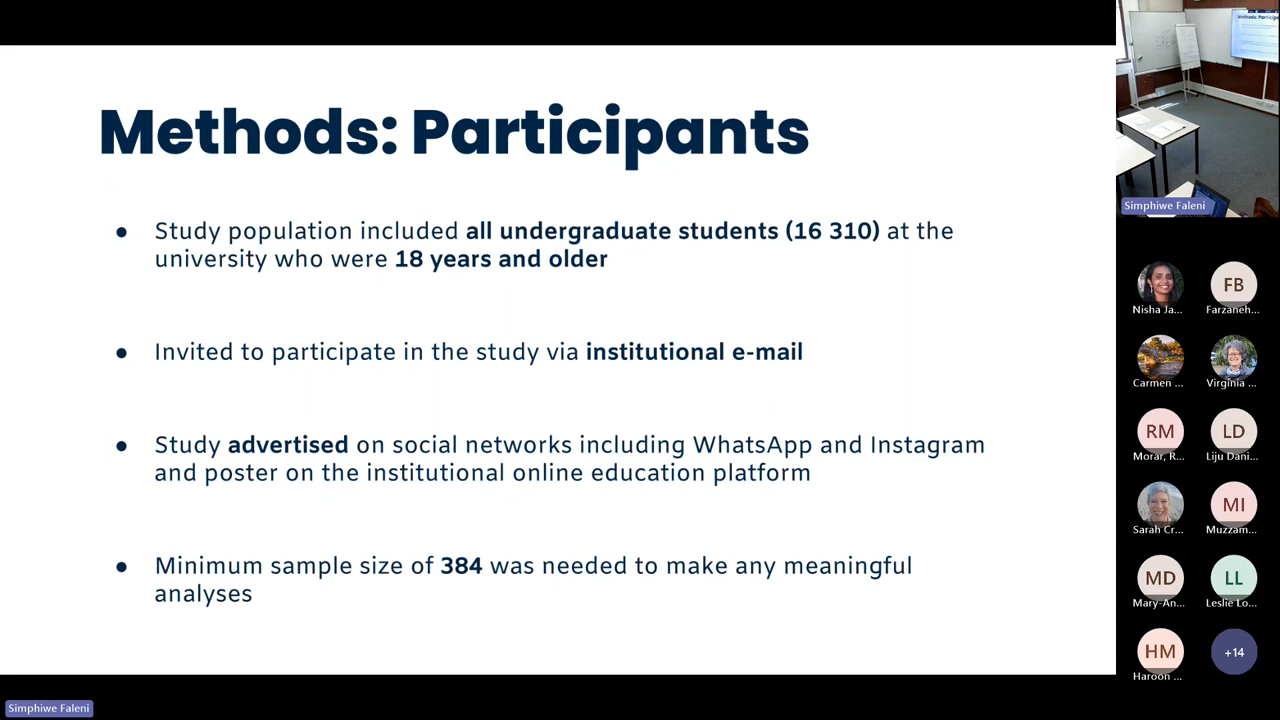 Methods: Participants
● Study population included all undergraduate students (16 310) at the
university who were 18 years and older
● Invited to participate in the study via institutional e-mail
● Study advertised on social networks including WhatsApp and Instagram
and poster on the institutional online education platform
● Minimum sample size of 384 was needed to make any meaningful
analyses
Simphiwe Faleni
Methods: Particip
Simphiwe Faleni
Nisha Ja...
FB
Farzaneh...
Carmen ...
Virginia ...
RM
Morar, R...
LD
Liju Dani...
Sarah Cr...
MI
Muzzam...
MD
Mary-An...
LL
Leslie Lo...
HM
Haroon ...
+14